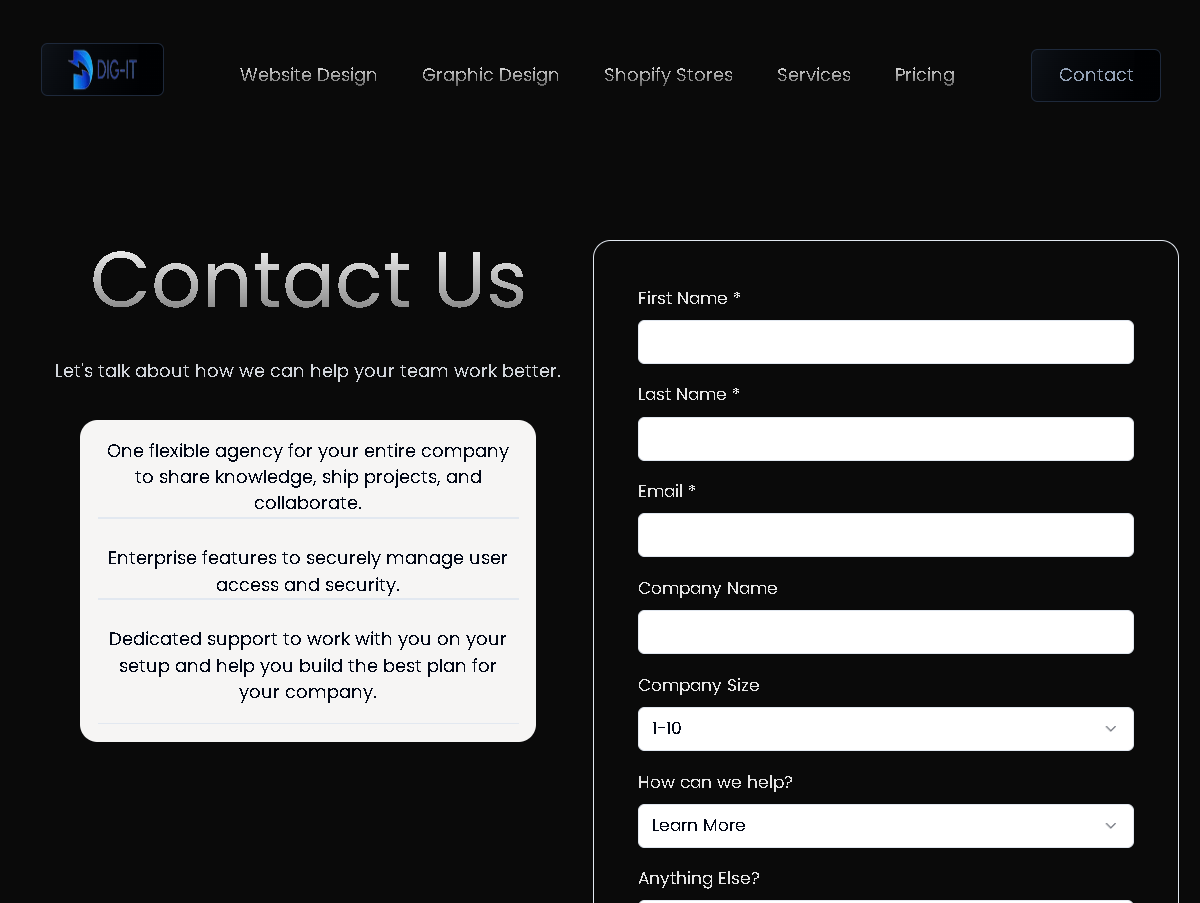 DIG-IT
Website Design
Graphic Design
Shopify Stores
Services
Pricing
Contact
Contact Us
Let's talk about how we can help your team work better.
One flexible agency for your entire company
to share knowledge, ship projects, and
collaborate.
Enterprise features to securely manage user
access and security.
Dedicated support to work with you on your
setup and help you build the best plan for
your company.
First Name *
Last Name *
Email *
Company Name
Company Size
1-10
How can we help?
Learn More
Anything Else?